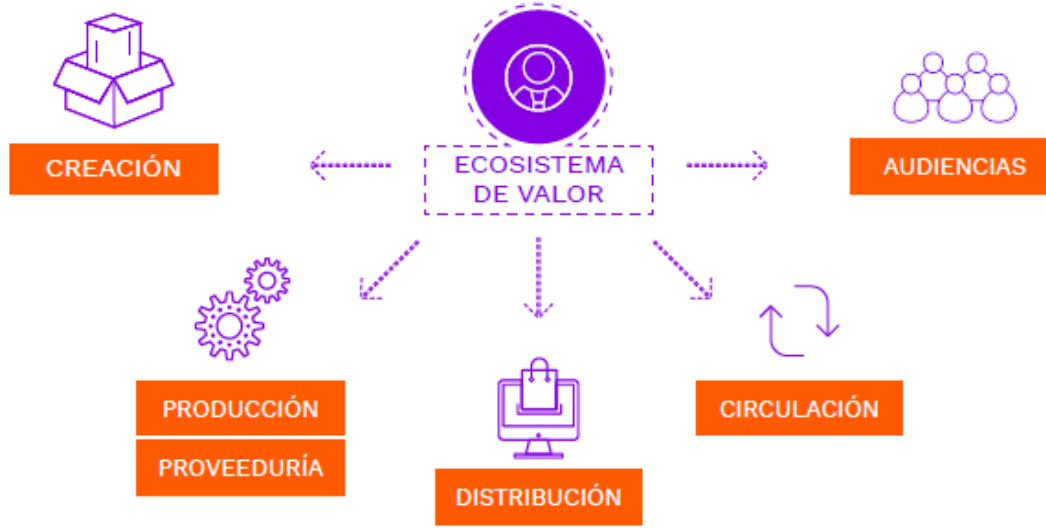 ECOSISTEMA
DE VALOR
CREACIÓN
AUDIENCIAS
PRODUCCIÓN
PROVEEDURÍA
DISTRIBUCIÓN
CIRCULACIÓN